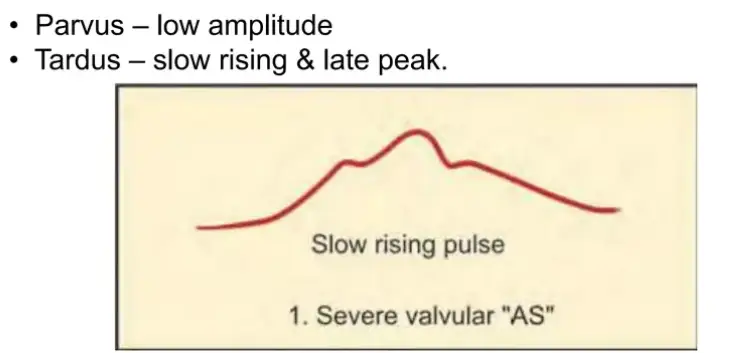 • Parvus – low amplitude
• Tardus – slow rising & late peak.
Slow rising pulse
1. Severe valvular "AS"